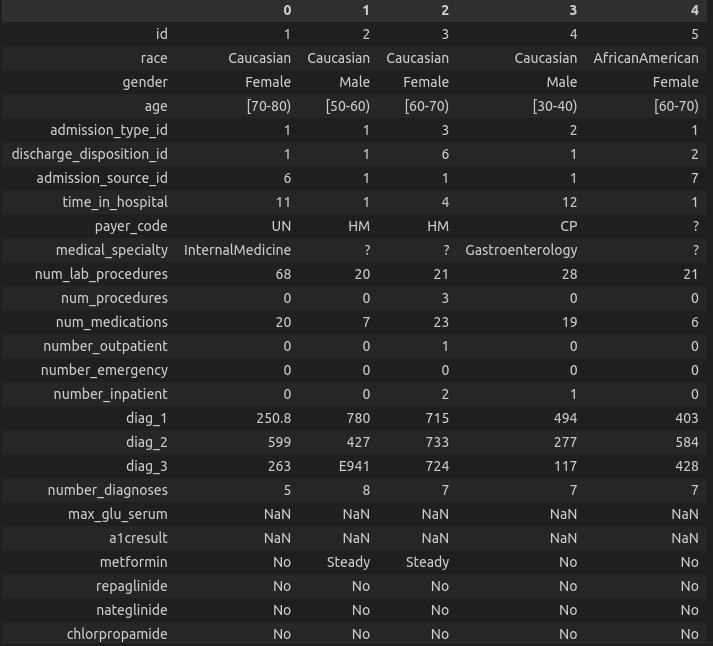 0 1 2 3 4
id 1 2 3 4 5
race Caucasian Caucasian Caucasian Caucasian AfricanAmerican
gender Female Male Female Male Female
age [70-80) [50-60) [60-70) [30-40) [60-70)
admission_type_id 1 1 3 2 1
discharge_disposition_id 1 1 6 1 2
admission_source_id 6 1 1 1 7
time_in_hospital 11 1 4 12 1
payer_code UN HM HM CP ?
medical_specialty InternalMedicine ? ? Gastroenterology ?
num_lab_procedures 68 20 21 28 21
num_procedures 0 0 3 0 0
num_medications 20 7 23 19 6
number_outpatient 0 0 1 0 0
number_emergency 0 0 0 0 0
number_inpatient 0 0 2 1 0
diag_1 250.8 780 715 494 403
diag_2 599 427 733 277 584
diag_3 263 E941 724 117 428
number_diagnoses 5 8 7 7 7
max_glu_serum NaN NaN NaN NaN NaN
a1cresult NaN NaN NaN NaN NaN
metformin No Steady Steady No No
repaglinide No No No No No
nateglinide No No No No No
chlorpropamide No No No No No